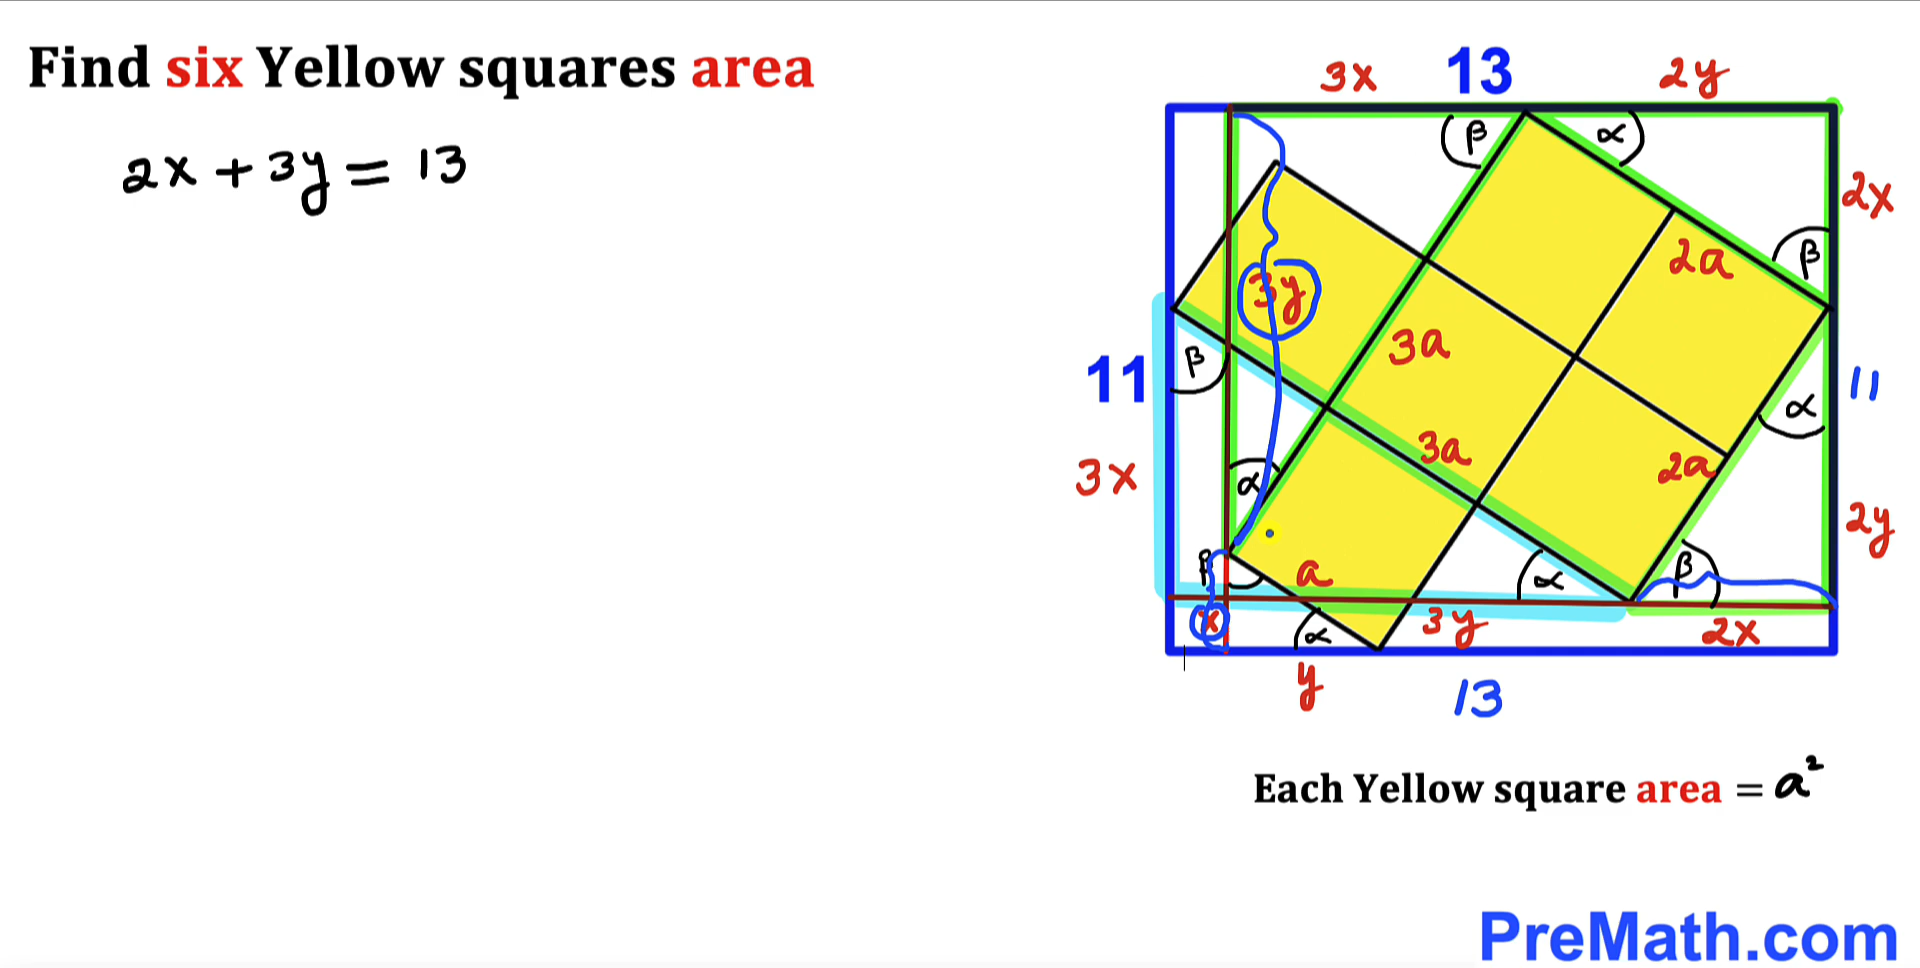 Find six Yellow squares area
2x + 3y = 13
3x 13 2y
β α
2x
2a β
3y
3a
11 β 11
α
3a
3x 2a
α
2y
β a α β
x 3y 2x
α
y 13
Each Yellow square area = a²
PreMath.com